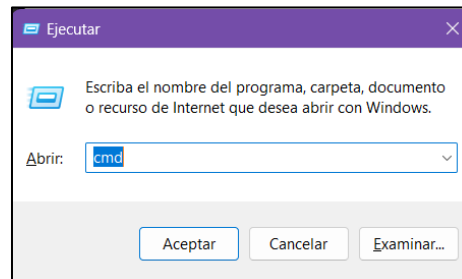 Ejecutar
Escriba el nombre del programa, carpeta, documento
o recurso de Internet que desea abrir con Windows.
Abrir: cmd
Aceptar Cancelar Examinar...